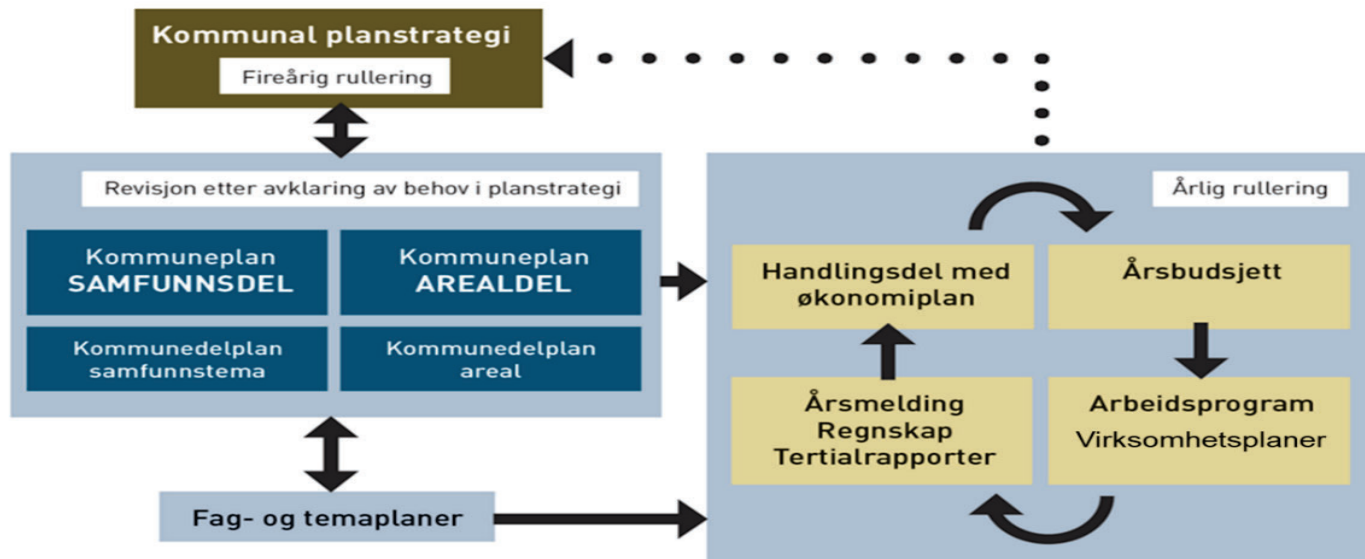 Kommunal planstrategi
Fireårig rullering
Revisjon etter avklaring av behov i planstrategi
Kommuneplan
SAMFUNNSDEL
Kommuneplan
AREALDEL
Kommunedelplan
samfunnstema
Kommunedelplan
areal
Fag- og temaplaner
Årlig rullering
Handlingsdel med
økonomiplan
Årsbudsjett
Årsmelding
Regnskap
Tertialrapporter
Arbeidsprogram
Virksomhetsplaner